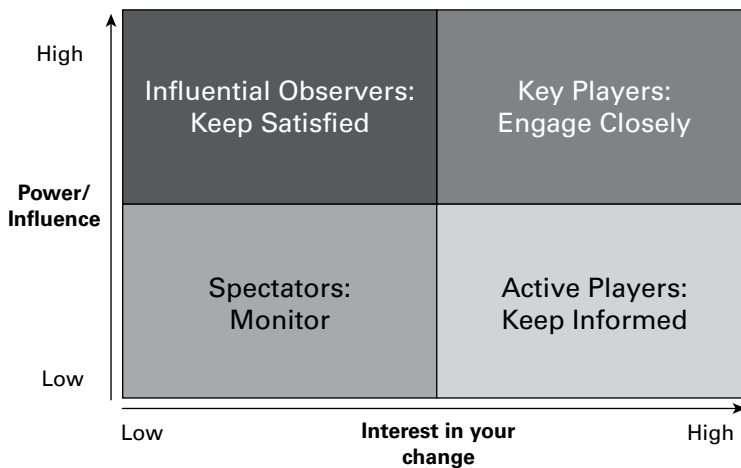 High
Influential Observers:
Keep Satisfied
Key Players:
Engage Closely
Power/
Influence
Spectators:
Monitor
Active Players:
Keep Informed
Low
Low
Interest in your
change
High